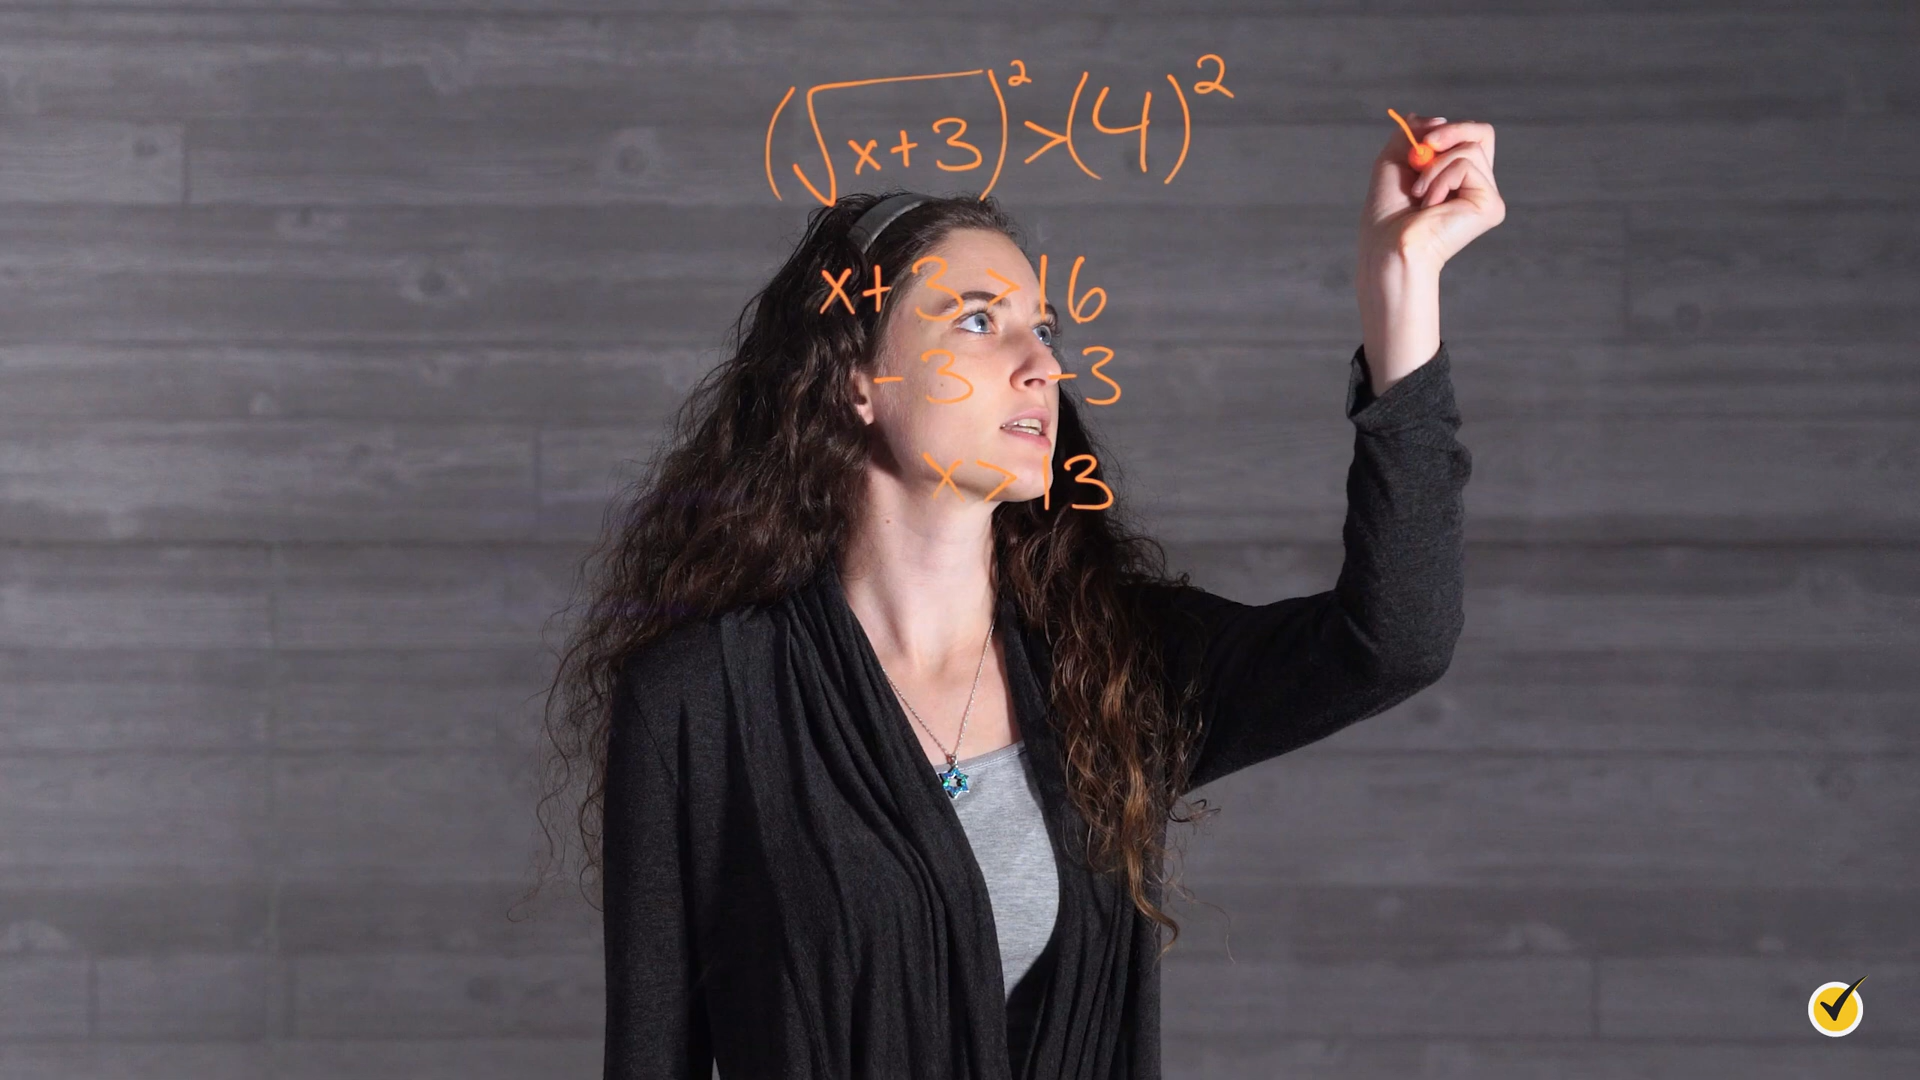 (√x+3)² > (4)²
x+3 > 16
-3 -3
x > 13